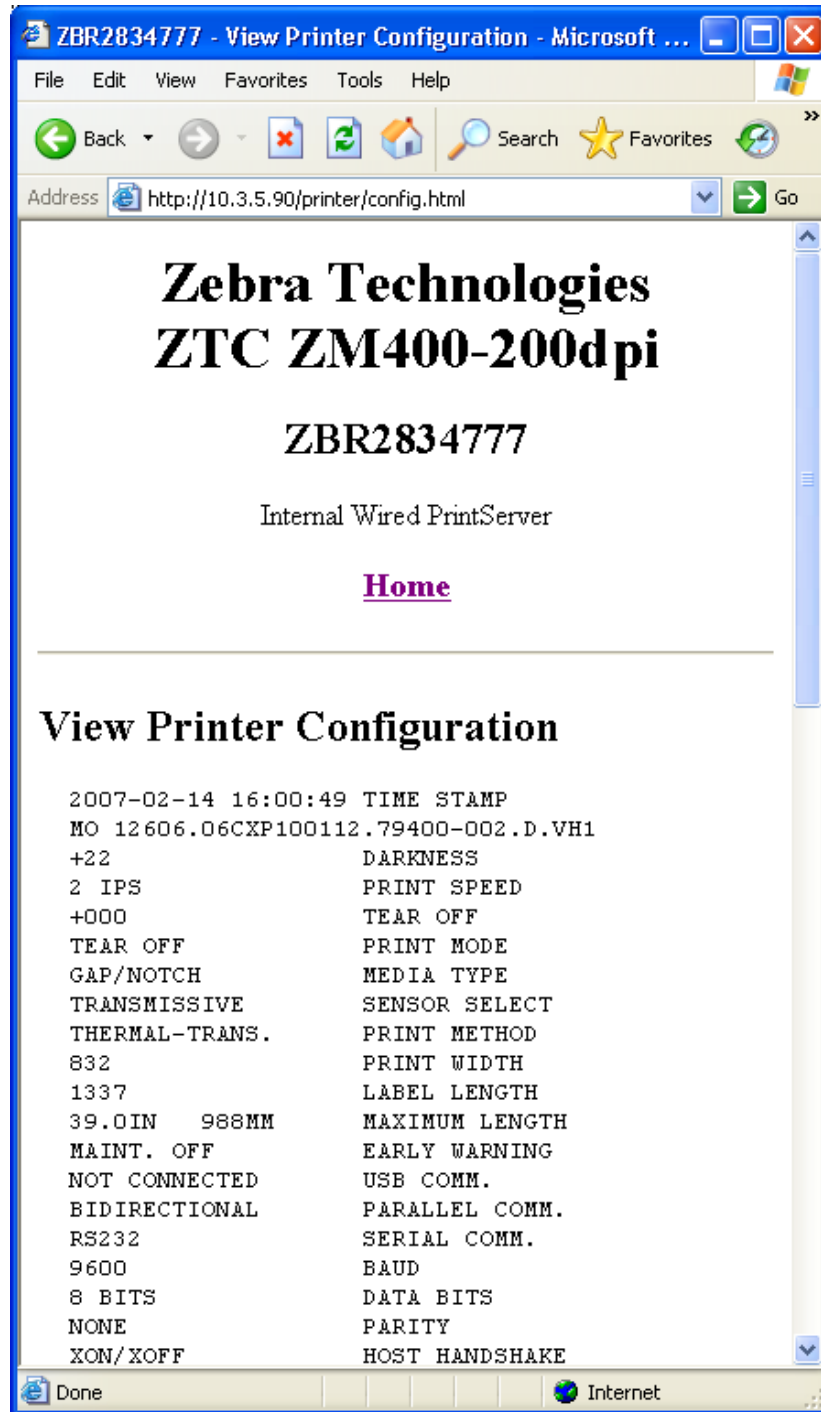 ZBR2834777 - View Printer Configuration - Microsoft ...
File Edit View Favorites Tools Help
Back Search Favorites »
Address http://10.3.5.90/printer/config.html Go
Zebra Technologies
ZTC ZM400-200dpi
ZBR2834777
Internal Wired PrintServer
Home
View Printer Configuration
2007-02-14 16:00:49 TIME STAMP
MO 12606.06CXP100112.79400-002.D.VH1
+22 DARKNESS
2 IPS PRINT SPEED
+000 TEAR OFF
TEAR OFF PRINT MODE
GAP/NOTCH MEDIA TYPE
TRANSMISSIVE SENSOR SELECT
THERMAL-TRANS. PRINT METHOD
832 PRINT WIDTH
1337 LABEL LENGTH
39.0IN 988MM MAXIMUM LENGTH
MAINT. OFF EARLY WARNING
NOT CONNECTED USB COMM.
BIDIRECTIONAL PARALLEL COMM.
RS232 SERIAL COMM.
9600 BAUD
8 BITS DATA BITS
NONE PARITY
XON/XOFF HOST HANDSHAKE
Done Internet